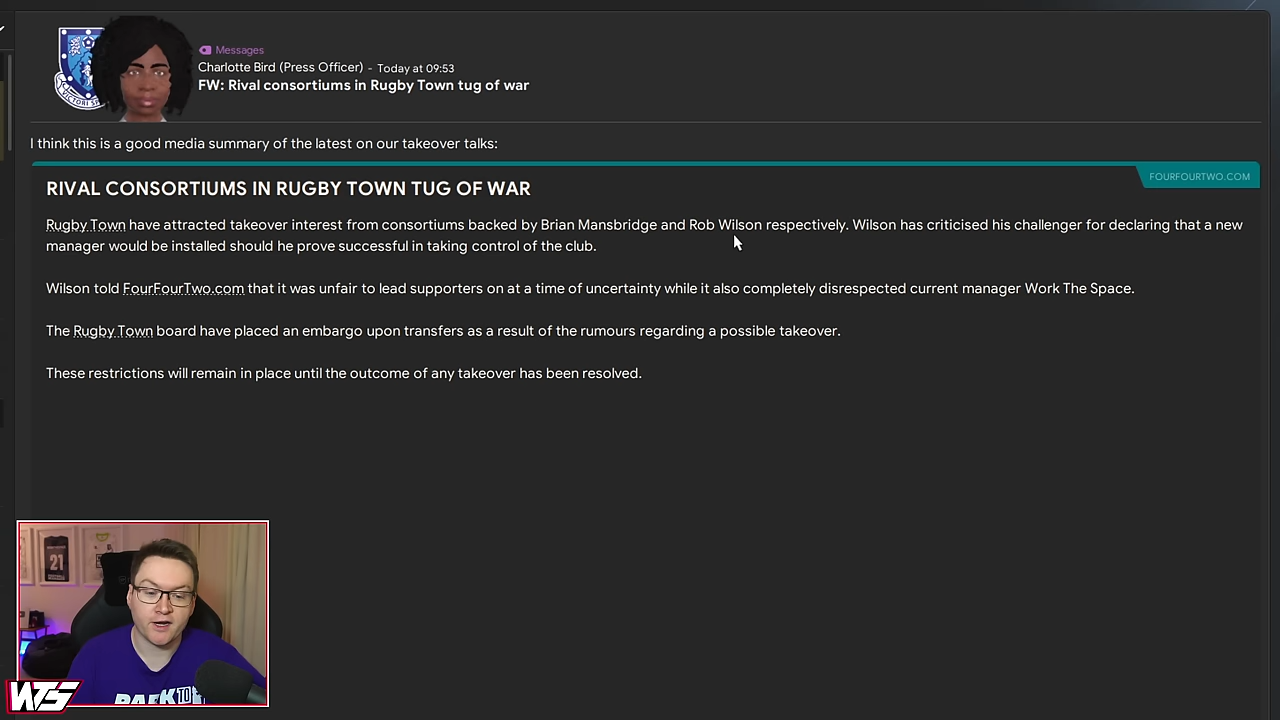 Messages
Charlotte Bird (Press Officer) - Today at 09:53
FW: Rival consortiums in Rugby Town tug of war
I think this is a good media summary of the latest on our takeover talks:
FOURFOURTWO.COM
RIVAL CONSORTIUMS IN RUGBY TOWN TUG OF WAR
Rugby Town have attracted takeover interest from consortiums backed by Brian Mansbridge and Rob Wilson respectively. Wilson has criticised his challenger for declaring that a new
manager would be installed should he prove successful in taking control of the club.
Wilson told FourFourTwo.com that it was unfair to lead supporters on at a time of uncertainty while it also completely disrespected current manager Work The Space.
The Rugby Town board have placed an embargo upon transfers as a result of the rumours regarding a possible takeover.
These restrictions will remain in place until the outcome of any takeover has been resolved.
21
WTS